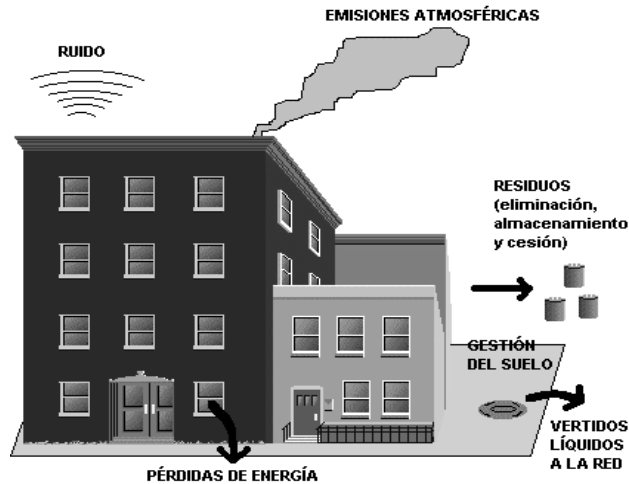 EMISIONES ATMOSFÉRICAS
RUIDO
RESIDUOS
(eliminación,
almacenamiento
y cesión)
GESTIÓN
DEL SUELO
VERTIDOS
LÍQUIDOS
A LA RED
PÉRDIDAS DE ENERGÍA